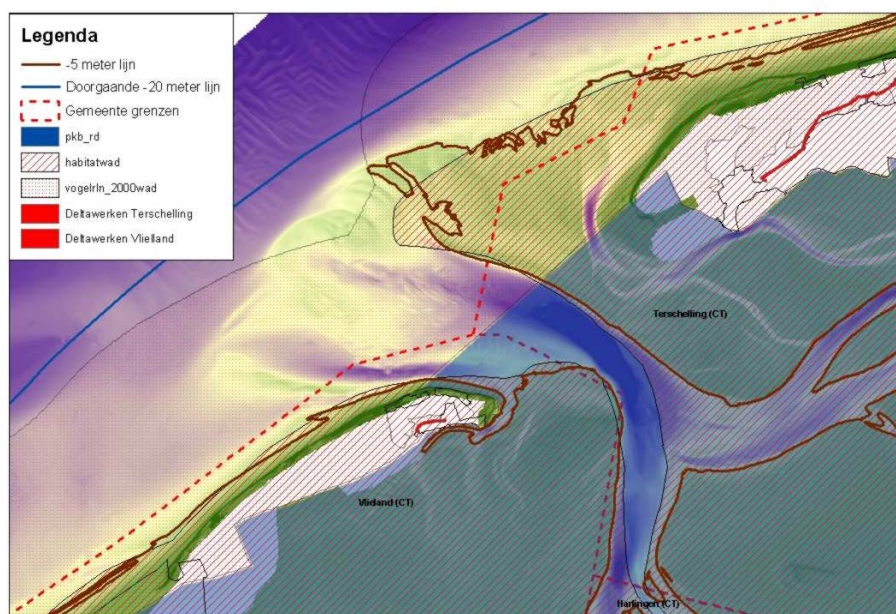 Legenda
-5 meter lijn
Doorgaande -20 meter lijn
Gemeente grenzen
pkb_rd
habitatwad
vogelrln_2000wad
Deltawerken Terschelling
Deltawerken Vlieland
Terschelling (CT)
Vlieland (CT)
Harlingen (CT)